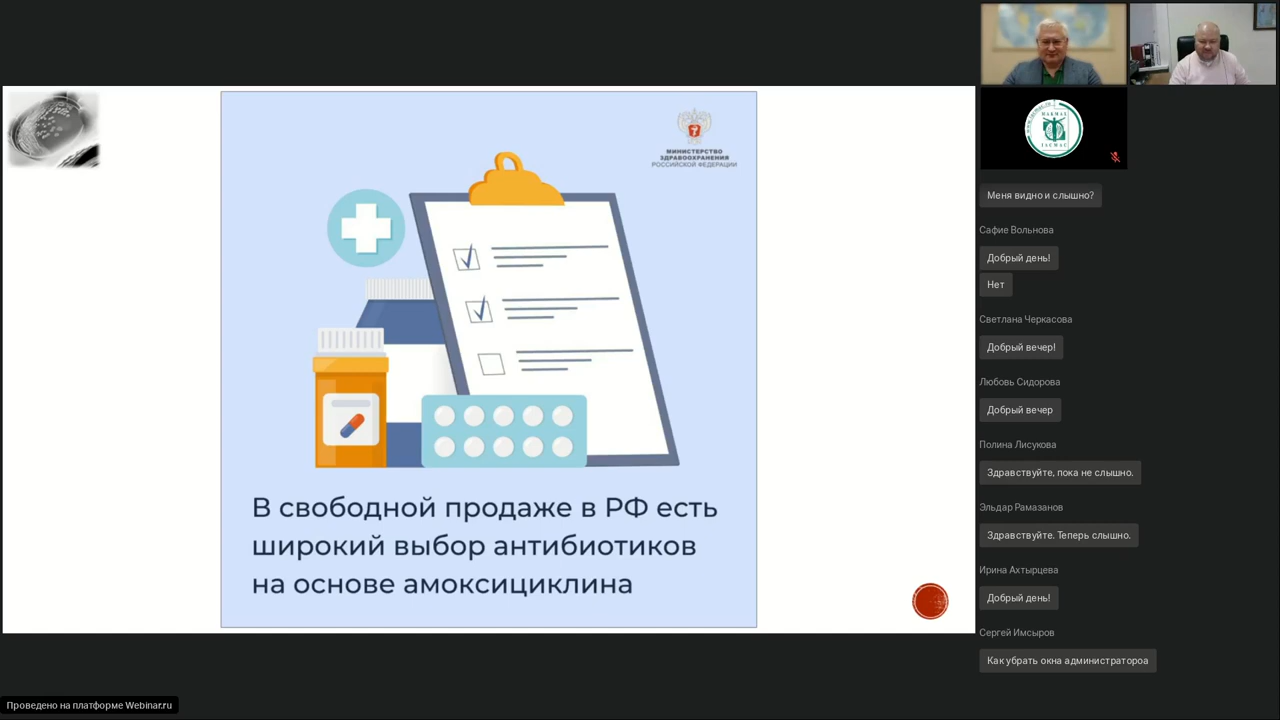 МИНИСТЕРСТВО
ЗДРАВООХРАНЕНИЯ
РОССИЙСКОЙ ФЕДЕРАЦИИ
В свободной продаже в РФ есть
широкий выбор антибиотиков
на основе амоксициклина
МАКМАХ
IACMAC
Меня видно и слышно?
Сафие Вольнова
Добрый день!
Нет
Светлана Черкасова
Добрый вечер!
Любовь Сидорова
Добрый вечер
Полина Лисукова
Здравствуйте, пока не слышно.
Эльдар Рамазанов
Здравствуйте. Теперь слышно.
Ирина Ахтырцева
Добрый день!
Сергей Имсыров
Как убрать окна администратороа
Проведено на платформе Webinar.ru